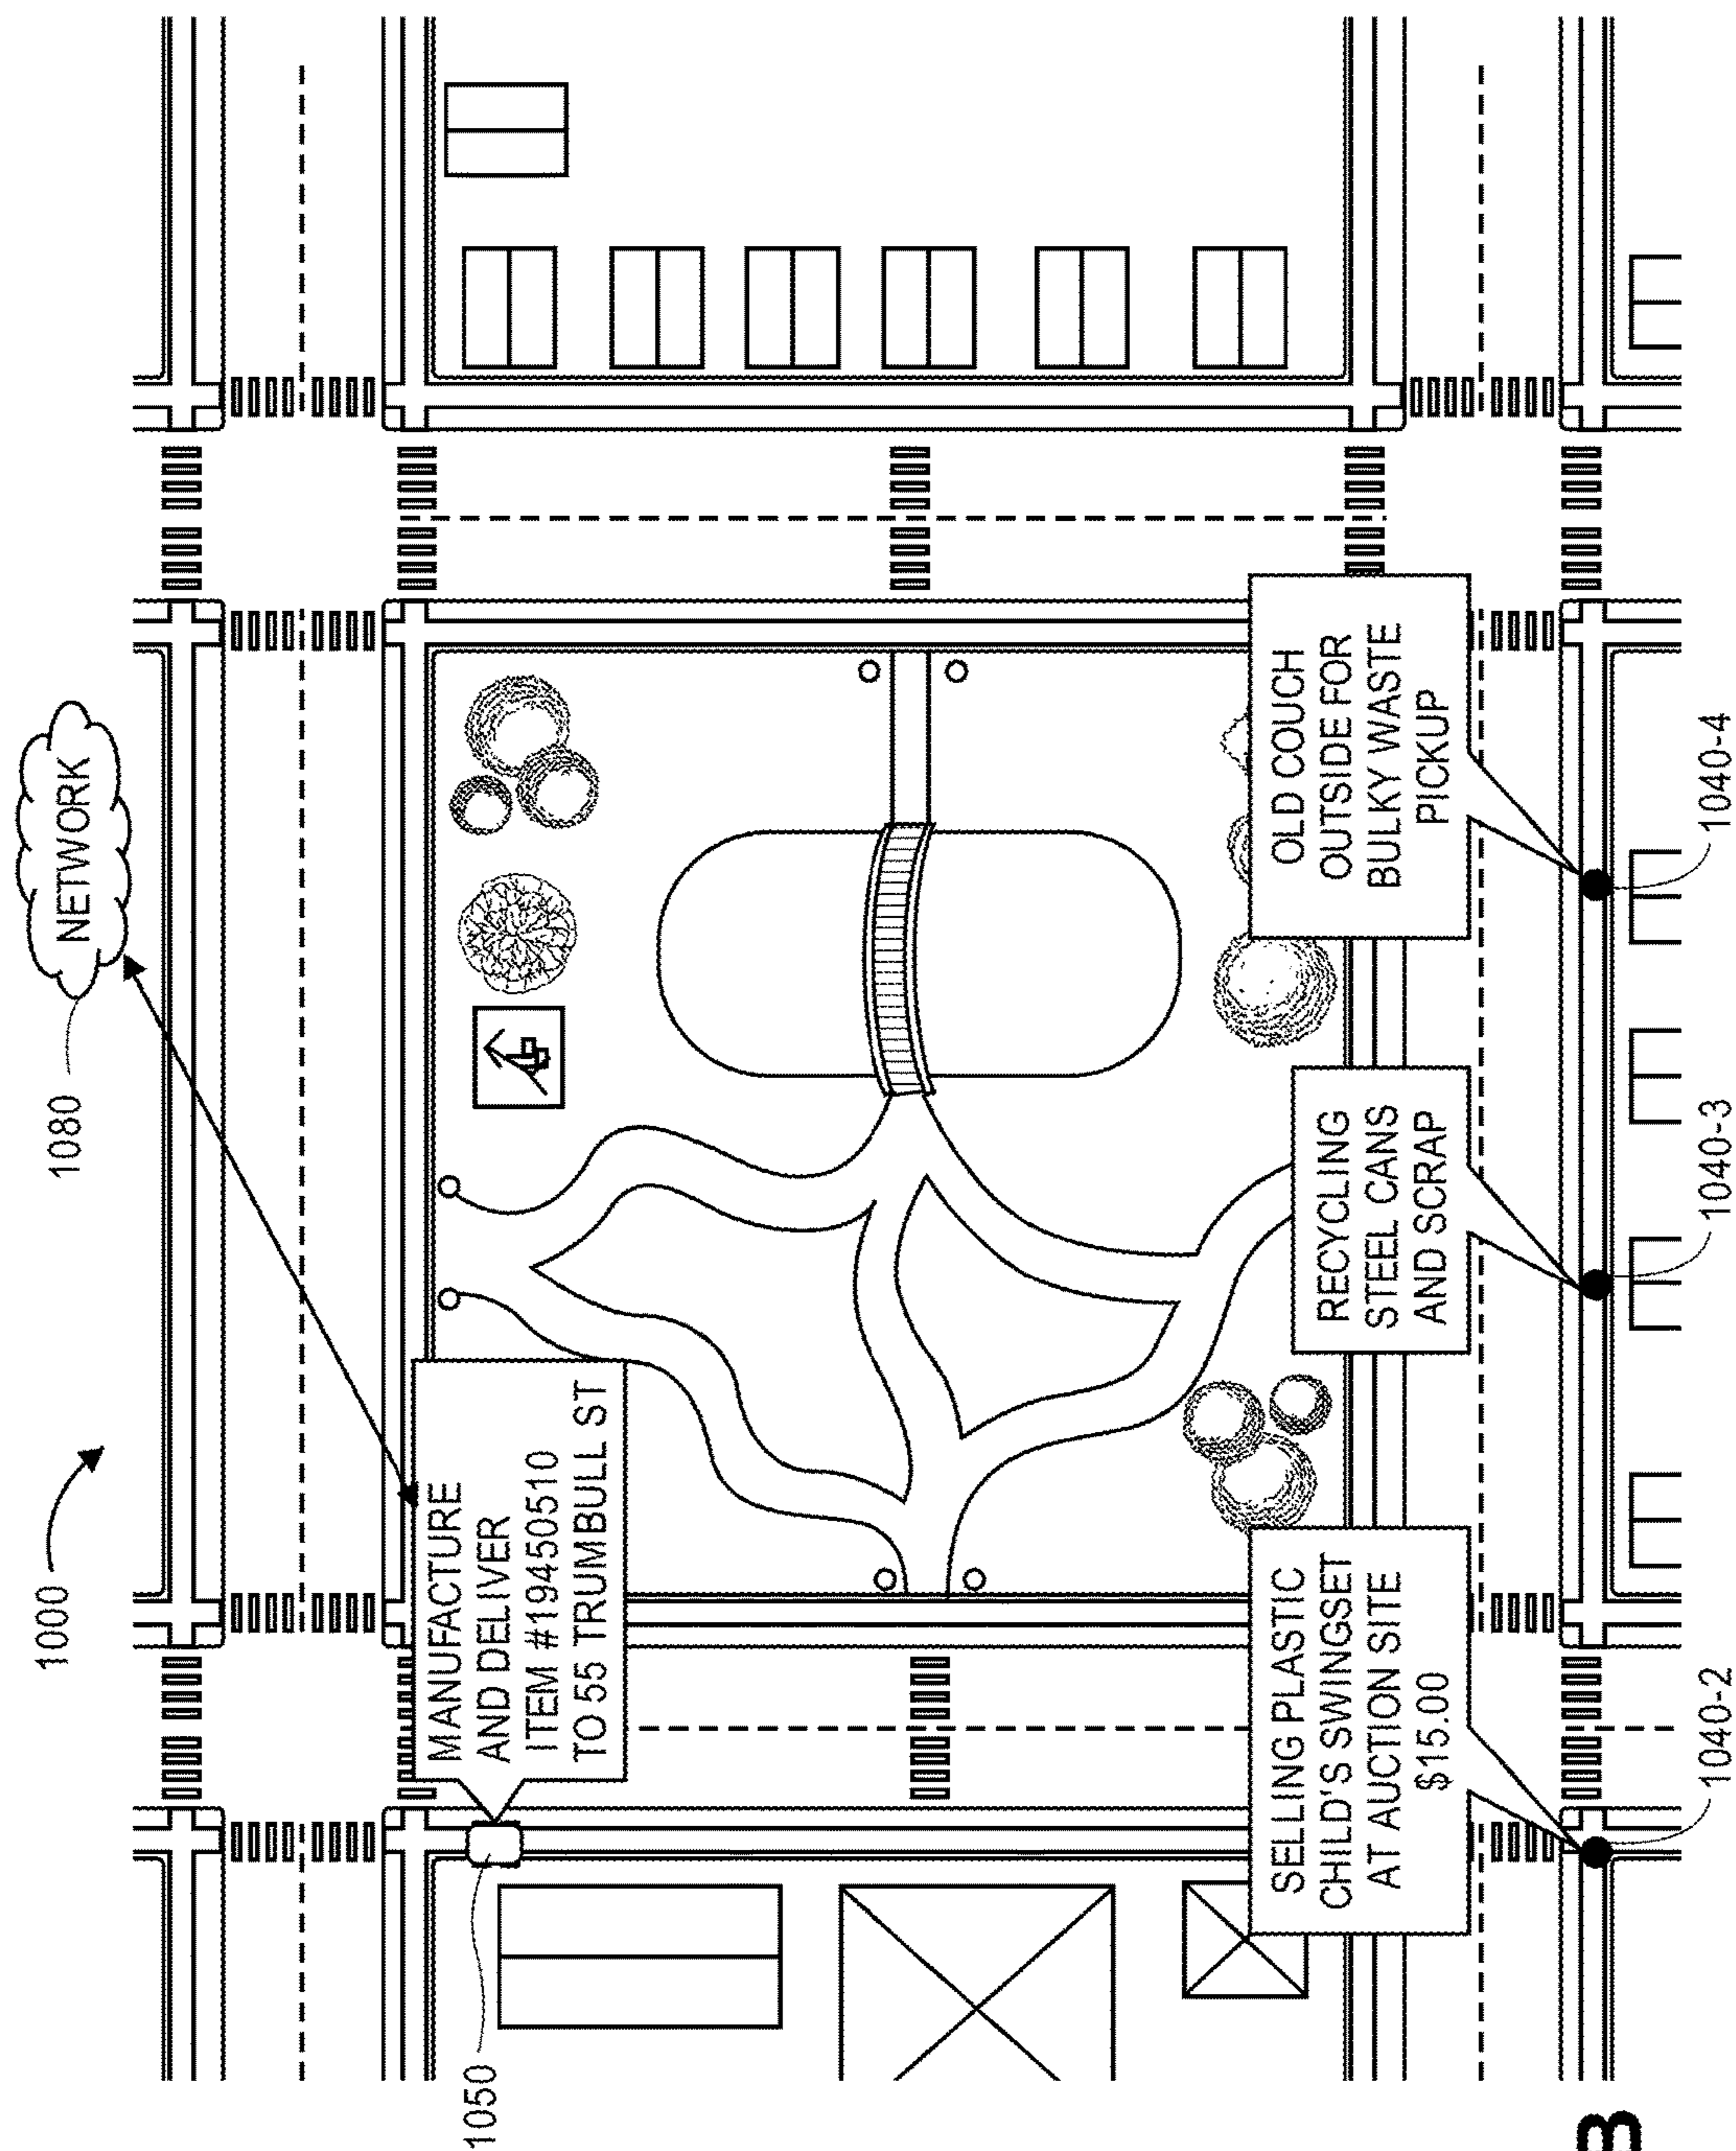 1000
1080
NETWORK
1050
MANUFACTURE
AND DELIVER
ITEM #19450510
TO 55 TRUMBULL ST
SELLING PLASTIC
CHILD'S SWINGSET
AT AUCTION SITE
$15.00
RECYCLING
STEEL CANS
AND SCRAP
OLD COUCH
OUTSIDE FOR
BULKY WASTE
PICKUP
1040-2
1040-3
1040-4
B